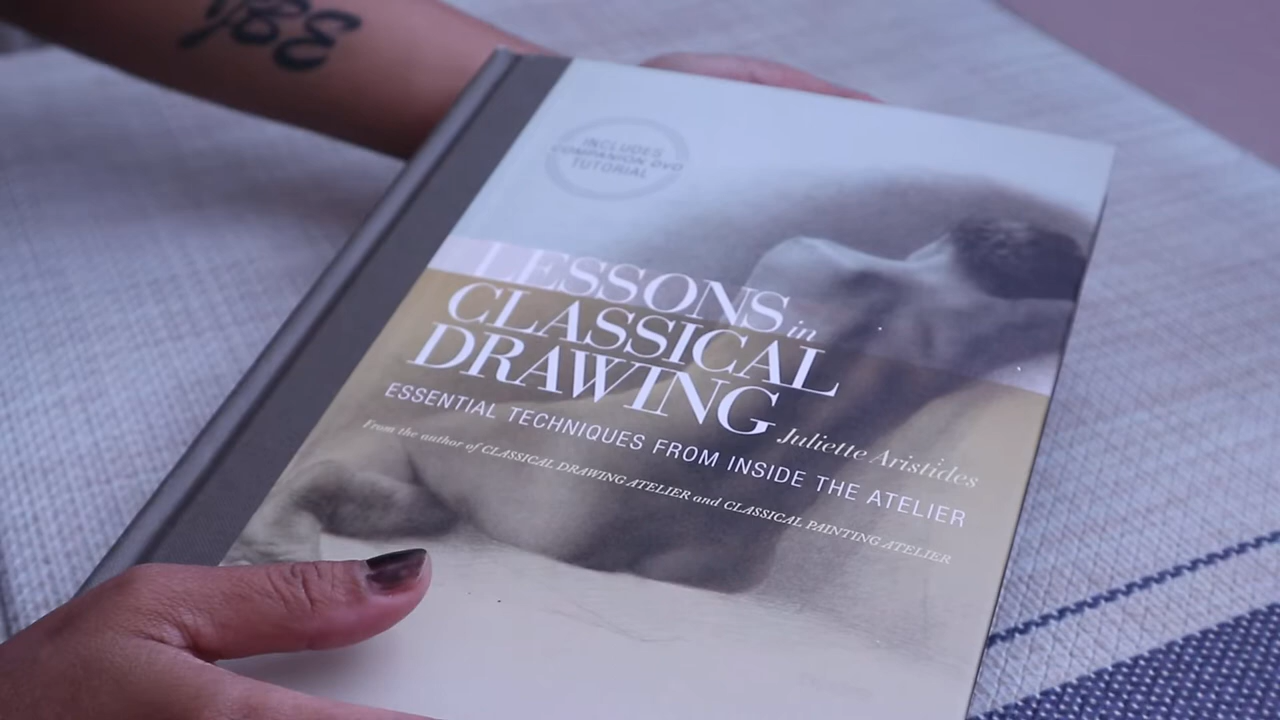 INCLUDES
COMPANION DVD
TUTORIAL
LESSONS in
CLASSICAL
DRAWING
Juliette Aristides
ESSENTIAL TECHNIQUES FROM INSIDE THE ATELIER
From the author of CLASSICAL DRAWING ATELIER and CLASSICAL PAINTING ATELIER